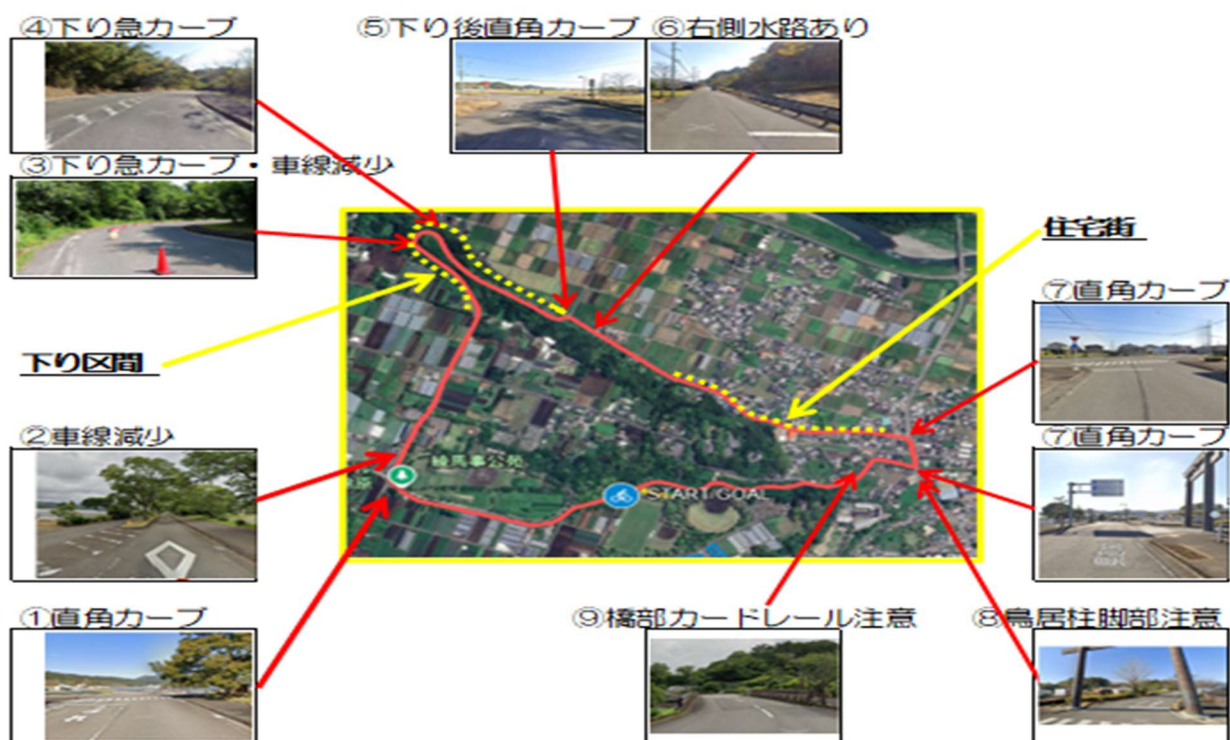 ④下り急カーブ
⑤下り後直角カーブ
⑥右側水路あり
③下り急カーブ・車線減少
住宅街
⑦直角カーブ
下り区間
②車線減少
START GOAL
⑦直角カーブ
①直角カーブ
⑨橋部カードレール注意
⑧鳥居柱脚部注意